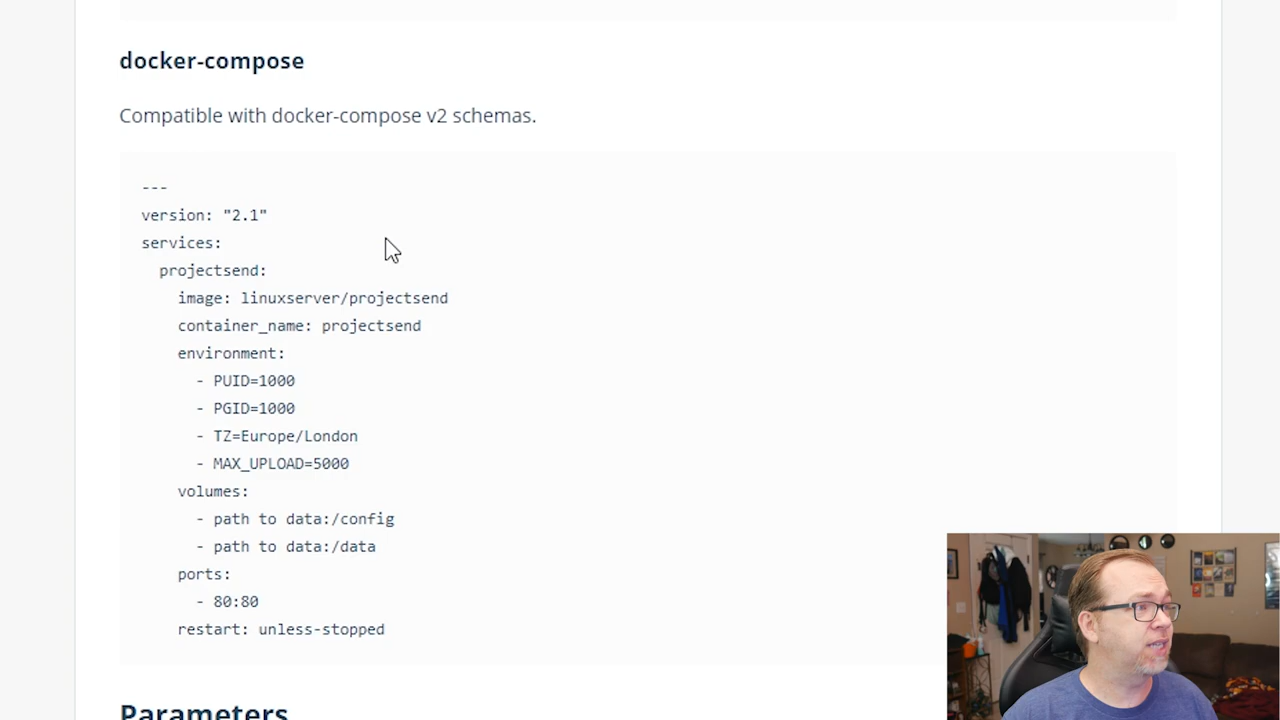 docker-compose
Compatible with docker-compose v2 schemas.
---
version: "2.1"
services:
  projectsend:
    image: linuxserver/projectsend
    container_name: projectsend
    environment:
      - PUID=1000
      - PGID=1000
      - TZ=Europe/London
      - MAX_UPLOAD=5000
    volumes:
      - path to data:/config
      - path to data:/data
    ports:
      - 80:80
    restart: unless-stopped
Parameters